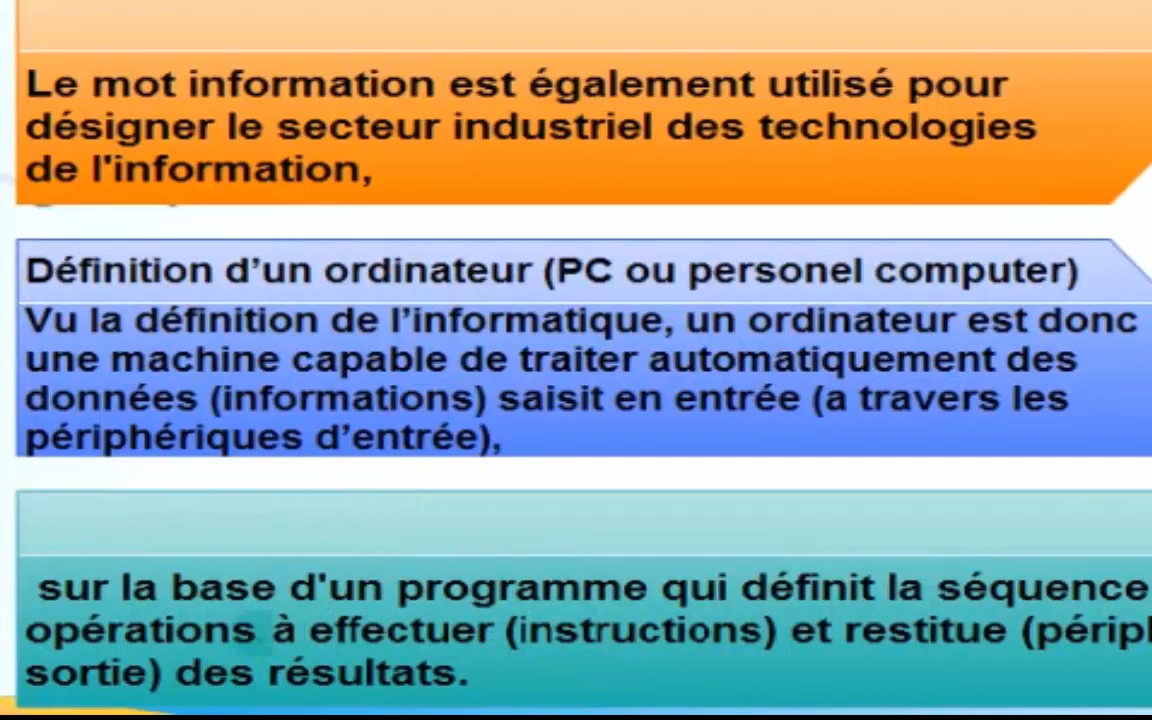 Le mot information est également utilisé pour
désigner le secteur industriel des technologies
de l'information,
Définition d’un ordinateur (PC ou personel computer)
Vu la définition de l’informatique, un ordinateur est donc
une machine capable de traiter automatiquement des
données (informations) saisit en entrée (a travers les
périphériques d’entrée),
sur la base d'un programme qui définit la séquence
opérations à effectuer (instructions) et restitue
sortie) des résultats.